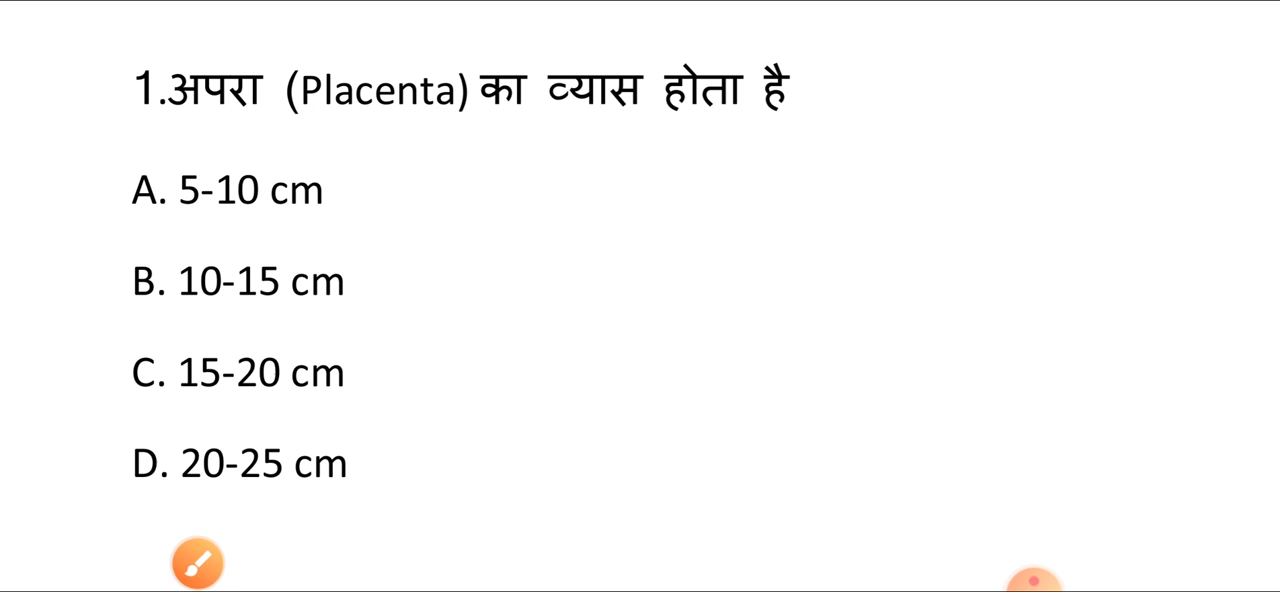 1.अपरा (Placenta) का व्यास होता है
A. 5-10 cm
B. 10-15 cm
C. 15-20 cm
D. 20-25 cm